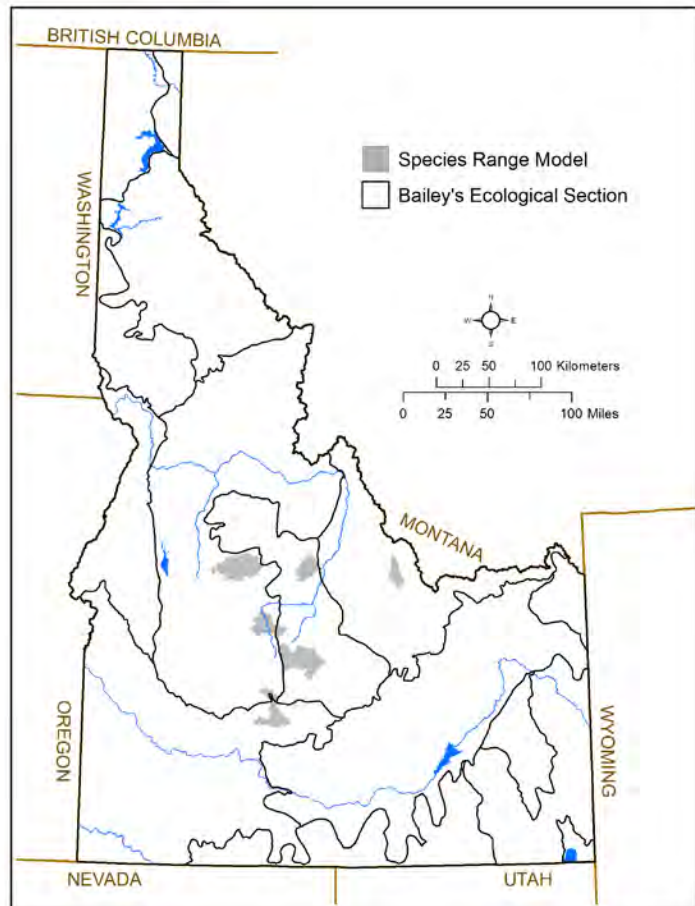 BRITISH COLUMBIA
WASHINGTON
Species Range Model
Bailey's Ecological Section
N
W E
S
0 25 50 100 Kilometers
0 25 50 100 Miles
MONTANA
OREGON
WYOMING
NEVADA
UTAH